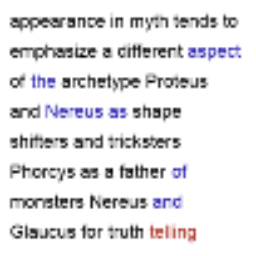 appearance in myth tends to
emphasize a different aspect
of the archetype Proteus
and Nereus as shape
shifters and tricksters
Phorcys as a father of
monsters Nereus and
Glaucus for truth telling